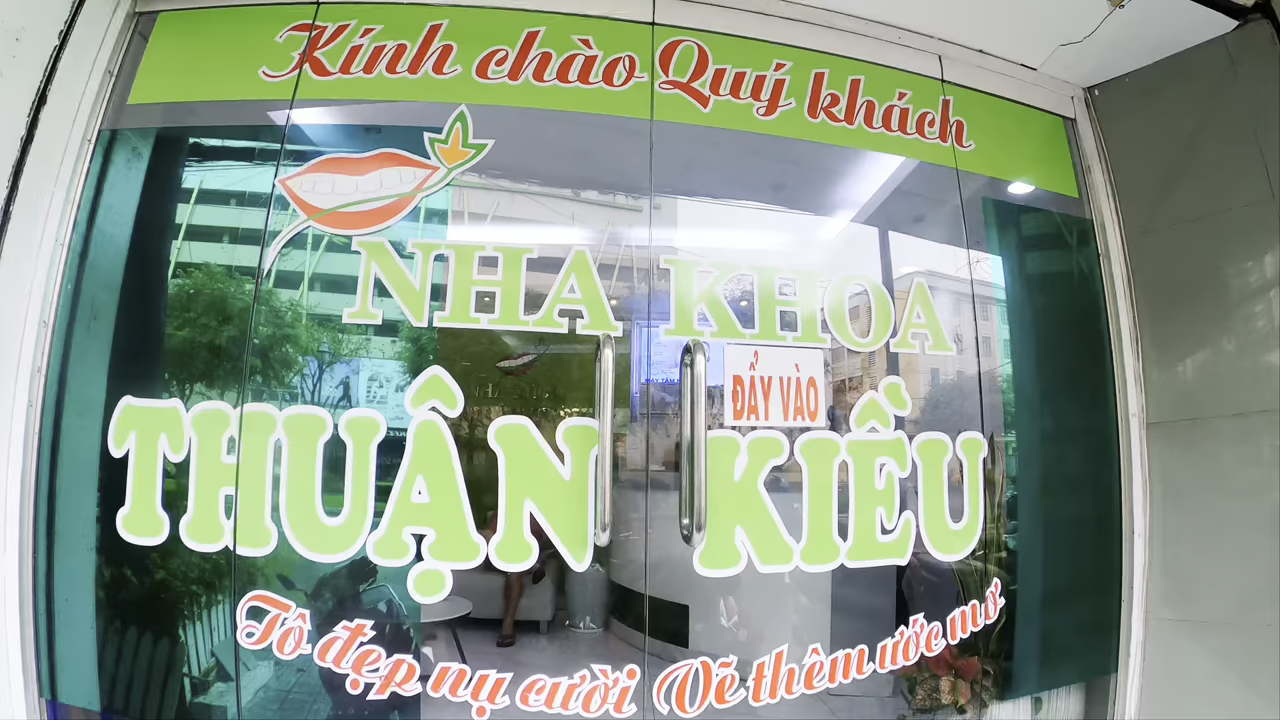 Kính chào Quý khách
NHA KHOA
ĐẨY VÀO
THUẬN KIỀU
Tô đẹp nụ cười Vẽ thêm ước mơ